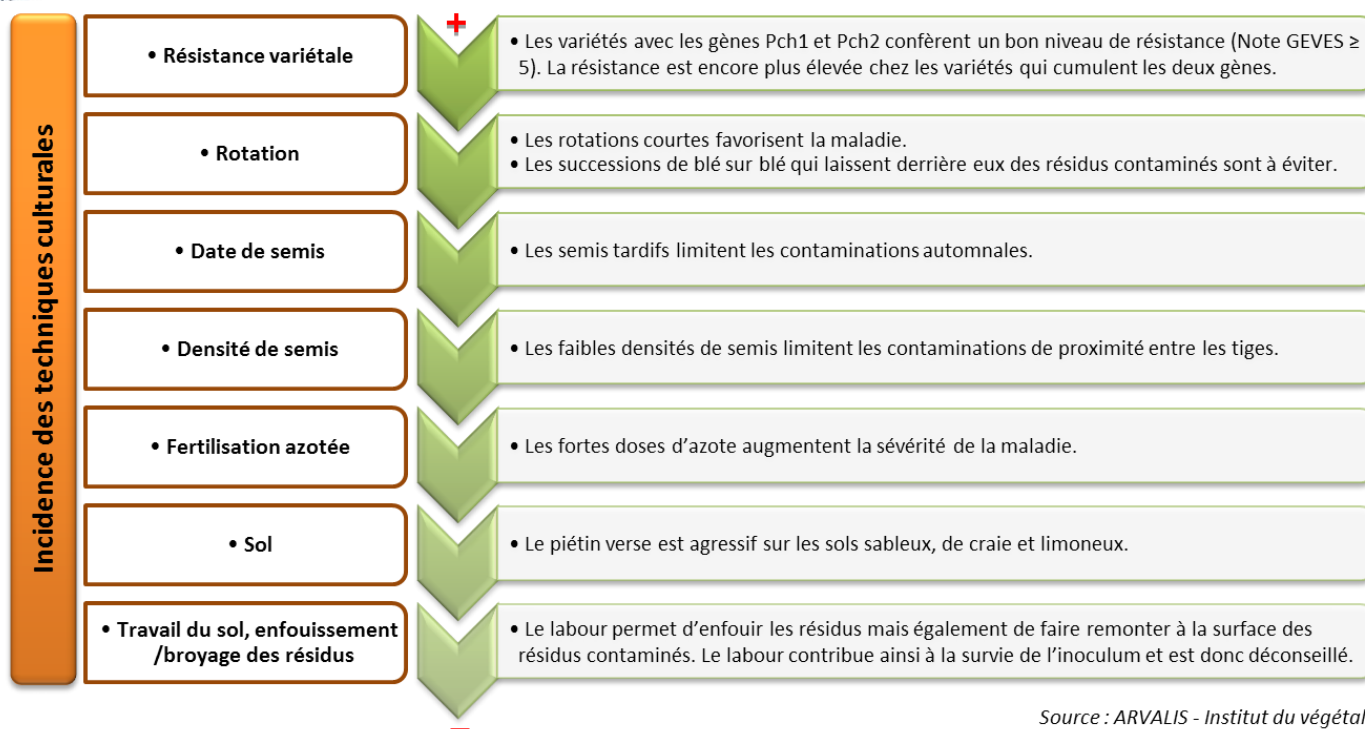 Incidence des techniques culturales
+
• Résistance variétale
• Les variétés avec les gènes Pch1 et Pch2 confèrent un bon niveau de résistance (Note GEVES ≥
5). La résistance est encore plus élevée chez les variétés qui cumulent les deux gènes.
• Rotation
• Les rotations courtes favorisent la maladie.
• Les successions de blé sur blé qui laissent derrière eux des résidus contaminés sont à éviter.
• Date de semis
• Les semis tardifs limitent les contaminations automnales.
• Densité de semis
• Les faibles densités de semis limitent les contaminations de proximité entre les tiges.
• Fertilisation azotée
• Les fortes doses d’azote augmentent la sévérité de la maladie.
• Sol
• Le piétin verse est agressif sur les sols sableux, de craie et limoneux.
• Travail du sol, enfouissement
/broyage des résidus
• Le labour permet d’enfouir les résidus mais également de faire remonter à la surface des
résidus contaminés. Le labour contribue ainsi à la survie de l’inoculum et est donc déconseillé.
Source : ARVALIS - Institut du végétal